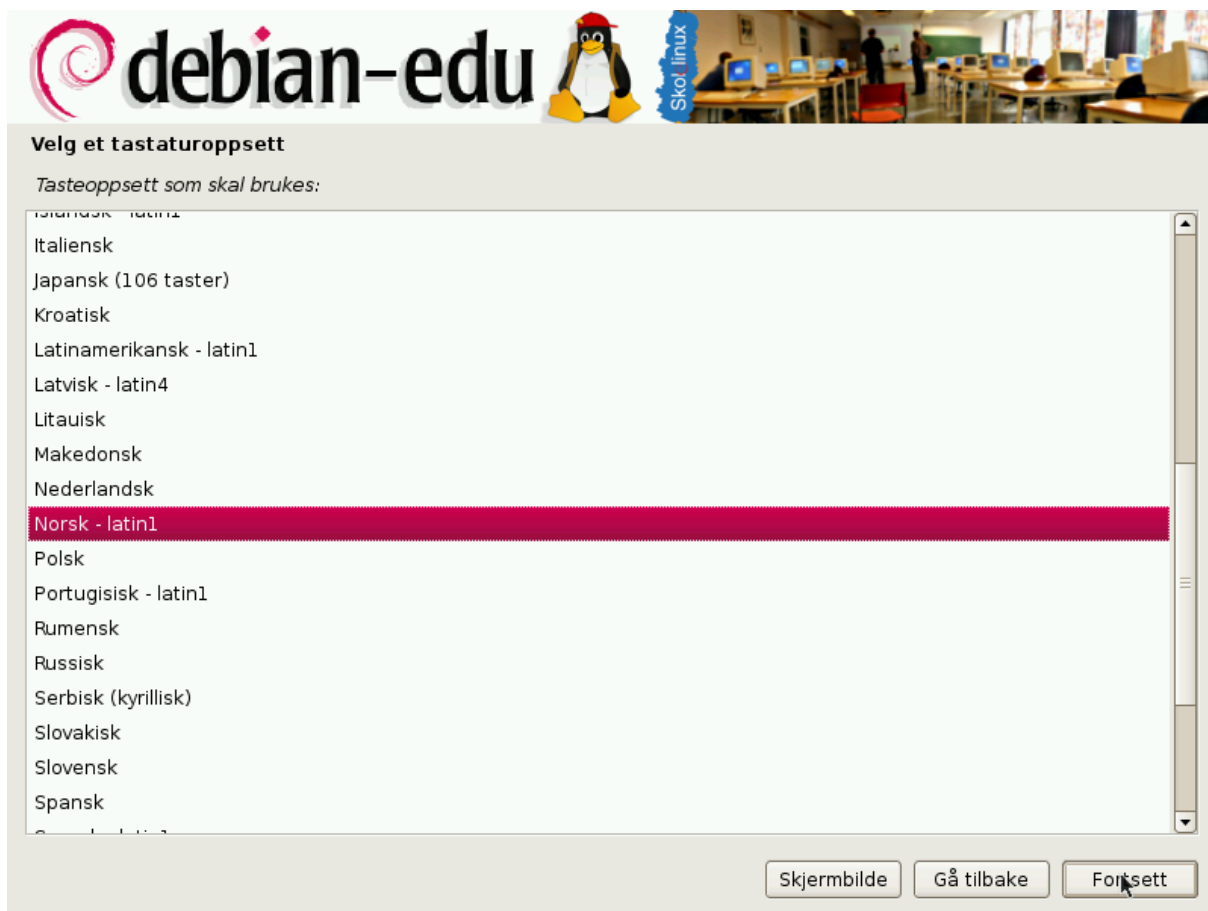 debian-edu
Skolelinux
Velg et tastaturoppsett
Tasteoppsett som skal brukes:
Islandsk - latin1
Italiensk
Japansk (106 taster)
Kroatisk
Latinamerikansk - latin1
Latvisk - latin4
Litauisk
Makedonsk
Nederlandsk
Norsk - latin1
Polsk
Portugisisk - latin1
Rumensk
Russisk
Serbisk (kyrillisk)
Slovakisk
Slovensk
Spansk
Skjermbilde
Gå tilbake
Fortsett